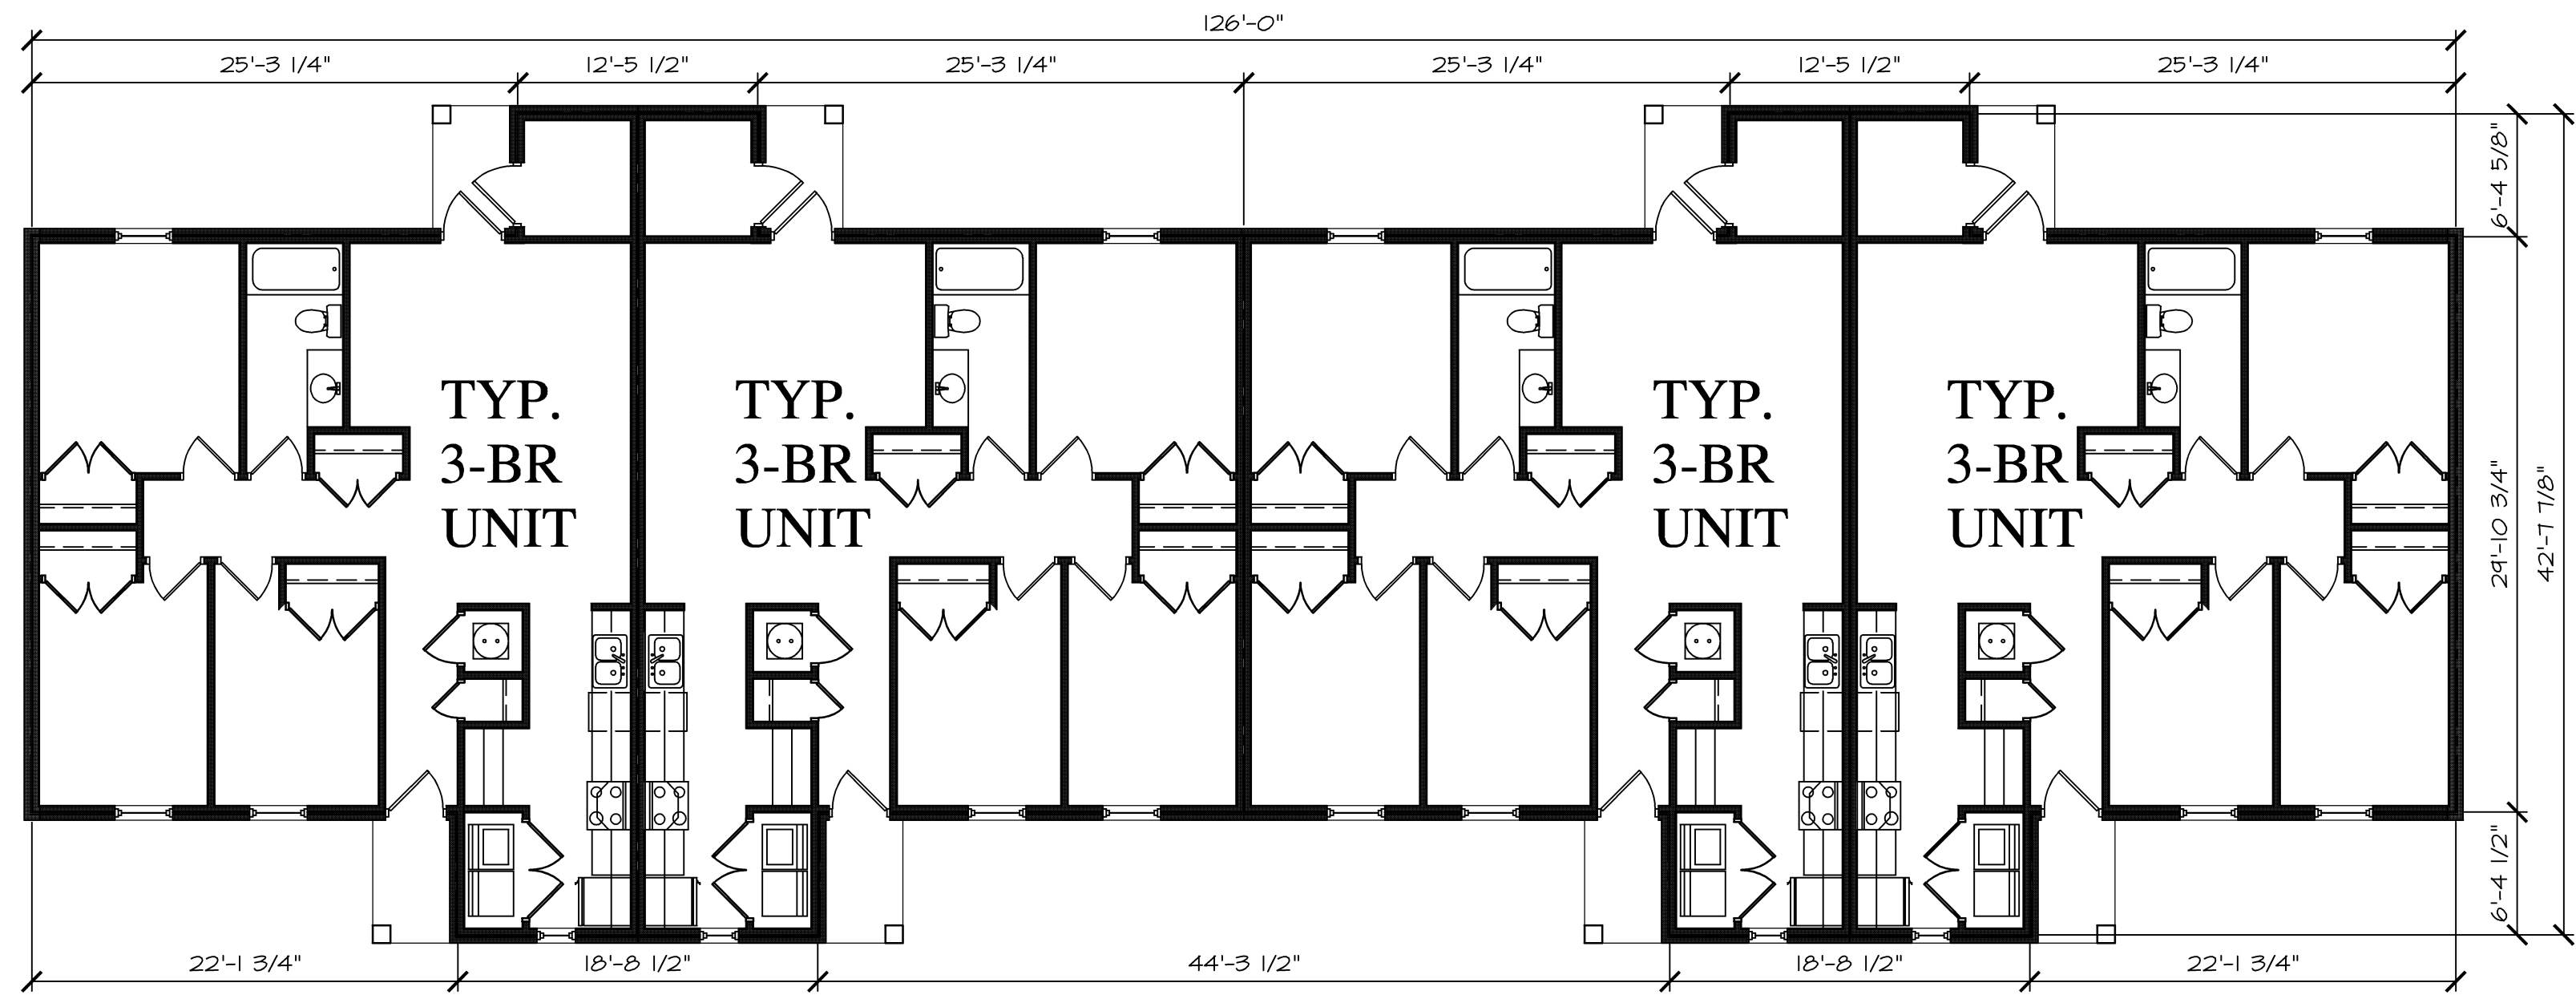 126'-0"
25'-3 1/4"
12'-5 1/2"
25'-3 1/4"
25'-3 1/4"
12'-5 1/2"
25'-3 1/4"
6'-4 5/8"
TYP.
3-BR
UNIT
TYP.
3-BR
UNIT
TYP.
3-BR
UNIT
TYP.
3-BR
UNIT
29'-10 3/4"
42'-7 7/8"
6'-4 1/2"
22'-1 3/4"
18'-8 1/2"
44'-3 1/2"
18'-8 1/2"
22'-1 3/4"